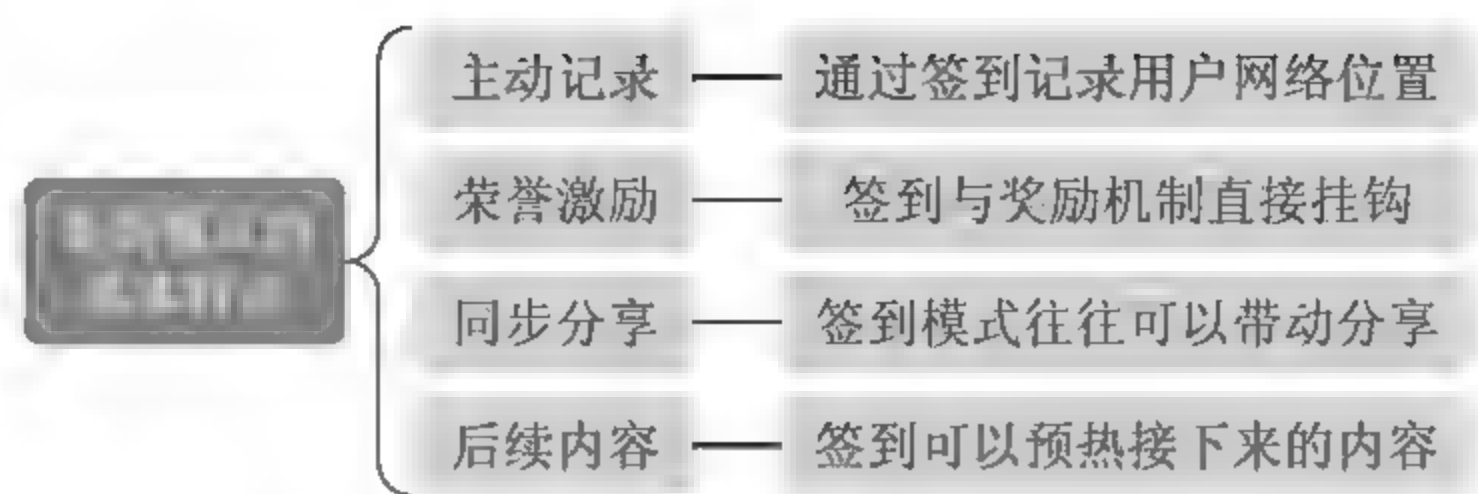 主动记录
通过签到记录用户网络位置
荣誉激励
签到与奖励机制直接挂钩
同步分享
签到模式往往可以带动分享
后续内容
签到可以预热接下来的内容